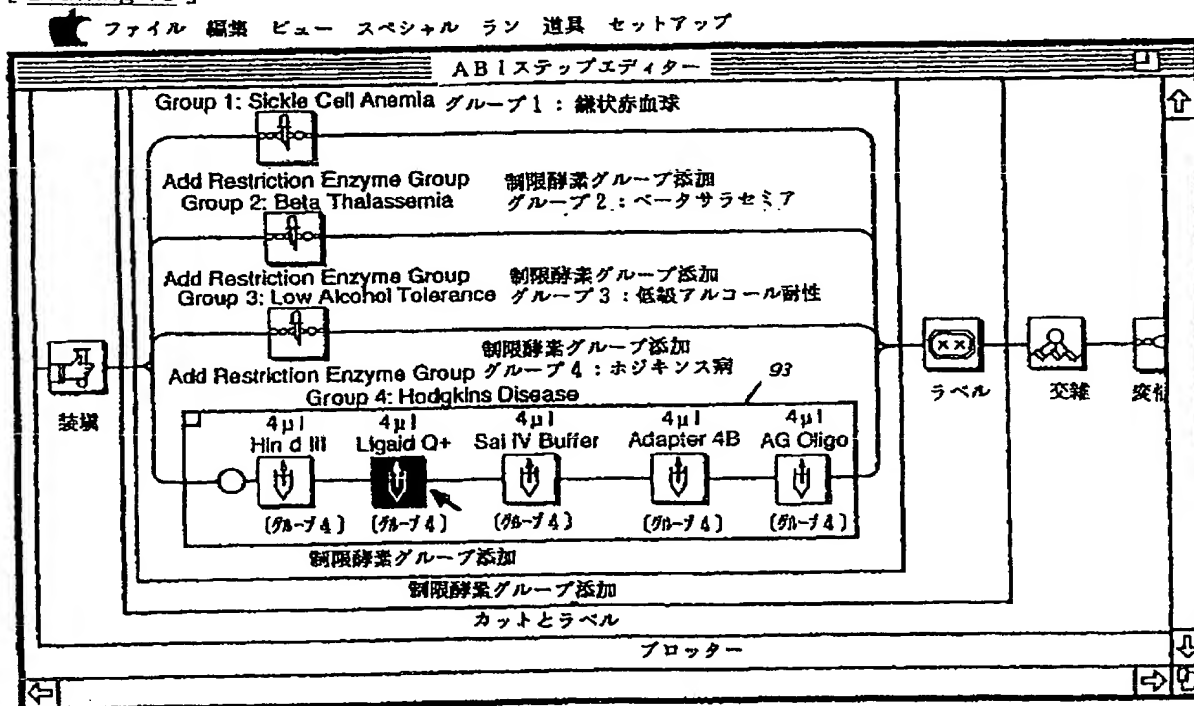 ファイル 編集 ビュー スペシャル ラン 道具 セットアップ
ABIステップエディター
Group 1: Sickle Cell Anemia グループ1：鎌状赤血球
Add Restriction Enzyme Group 制限酵素グループ添加
Group 2: Beta Thalassemia グループ2：ベータサラセミア
Add Restriction Enzyme Group 制限酵素グループ添加
Group 3: Low Alcohol Tolerance グループ3：低級アルコール耐性
制限酵素グループ添加
Add Restriction Enzyme Group グループ4：ホジキンス病 93
Group 4: Hodgkins Disease
4μl 4μl 4μl 4μl 4μl
Hin d III Ligaid Q+ Sal IV Buffer Adapter 4B AG Oligo
(グループ4) (グループ4) (グループ4) (グループ4) (グループ4)
装填
ラベル
交雑
制限酵素グループ添加
制限酵素グループ添加
カットとラベル
ブロッター